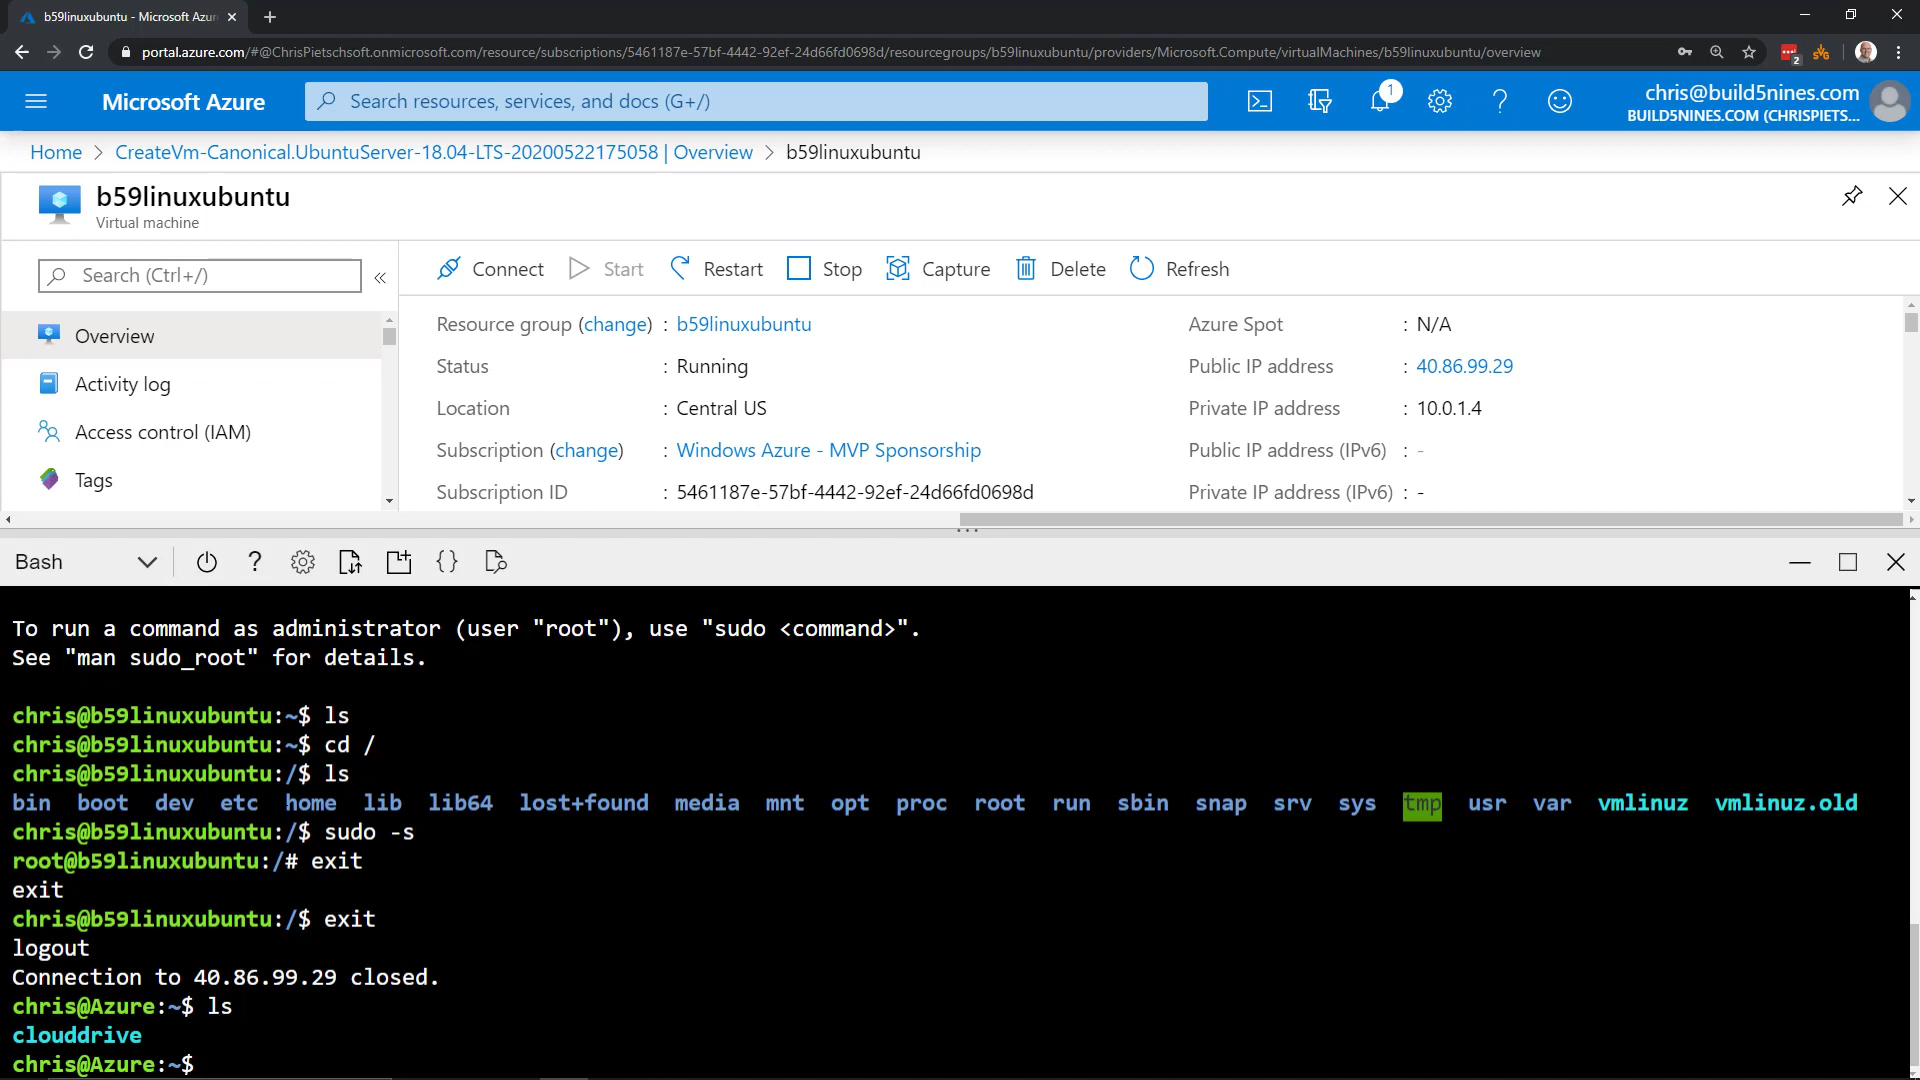 b59linuxubuntu - Microsoft Azur
portal.azure.com/#@ChrisPietschsoft.onmicrosoft.com/resource/subscriptions/5461187e-57bf-4442-92ef-24d66fd0698d/resourcegroups/b59linuxubuntu/providers/Microsoft.Compute/virtualMachines/b59linuxubuntu/overview
2
Microsoft Azure
Search resources, services, and docs (G+/)
1
chris@build5nines.com
BUILD5NINES.COM (CHRISPIETS...
Home > CreateVm-Canonical.UbuntuServer-18.04-LTS-20200522175058 | Overview > b59linuxubuntu
b59linuxubuntu
Virtual machine
Search (Ctrl+/)
«
Connect Start Restart Stop Capture Delete Refresh
Overview
Activity log
Access control (IAM)
Tags
Resource group (change) : b59linuxubuntu
Status : Running
Location : Central US
Subscription (change) : Windows Azure - MVP Sponsorship
Subscription ID : 5461187e-57bf-4442-92ef-24d66fd0698d
Azure Spot : N/A
Public IP address : 40.86.99.29
Private IP address : 10.0.1.4
Public IP address (IPv6) : -
Private IP address (IPv6) : -
Bash
To run a command as administrator (user "root"), use "sudo <command>".
See "man sudo_root" for details.
chris@b59linuxubuntu:~$ ls
chris@b59linuxubuntu:~$ cd /
chris@b59linuxubuntu:/$ ls
bin boot dev etc home lib lib64 lost+found media mnt opt proc root run sbin snap srv sys tmp usr var vmlinuz vmlinuz.old
chris@b59linuxubuntu:/$ sudo -s
root@b59linuxubuntu:/# exit
exit
chris@b59linuxubuntu:/$ exit
logout
Connection to 40.86.99.29 closed.
chris@Azure:~$ ls
clouddrive
chris@Azure:~$